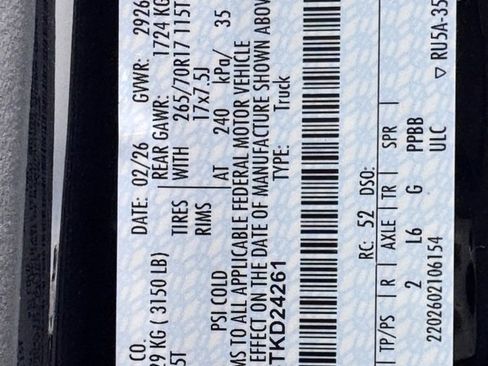 CO.
DATE: 02/26
GVWR: 2926
29 KG ( 3150 LB)
REAR GAWR: 1724 KG
5T
TIRES
WITH 265/70R17 115T
RIMS
17x7.5J
PSI COLD
AT 240 kPa/ 35
MS TO ALL APPLICABLE FEDERAL MOTOR VEHICLE
EFFECT ON THE DATE OF MANUFACTURE SHOWN ABOVE
TKD24261
TYPE: Truck
RC: 52 DSO:
TP/PS R AXLE TR SPR
2 L6 G PPBB
2202602106154 ULC
▽ RU5A-35